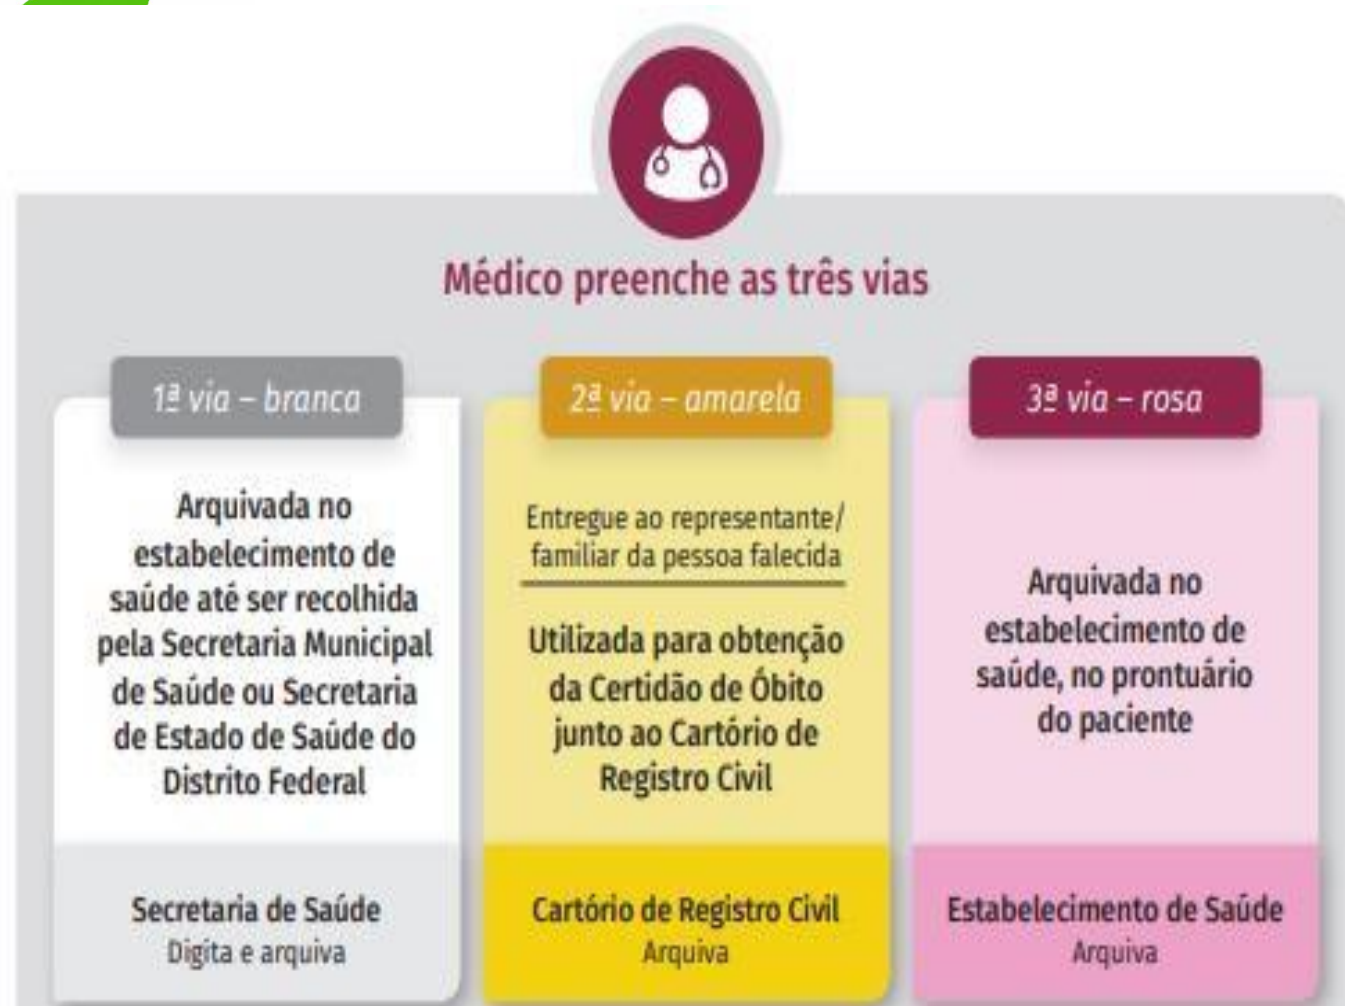 Médico preenche as três vias
1ª via – branca
Arquivada no
estabelecimento de
saúde até ser recolhida
pela Secretaria Municipal
de Saúde ou Secretaria
de Estado de Saúde do
Distrito Federal
Secretaria de Saúde
Digita e arquiva
2ª via – amarela
Entregue ao representante/
familiar da pessoa falecida
Utilizada para obtenção
da Certidão de Óbito
junto ao Cartório de
Registro Civil
Cartório de Registro Civil
Arquiva
3ª via – rosa
Arquivada no
estabelecimento de
saúde, no prontuário
do paciente
Estabelecimento de Saúde
Arquiva